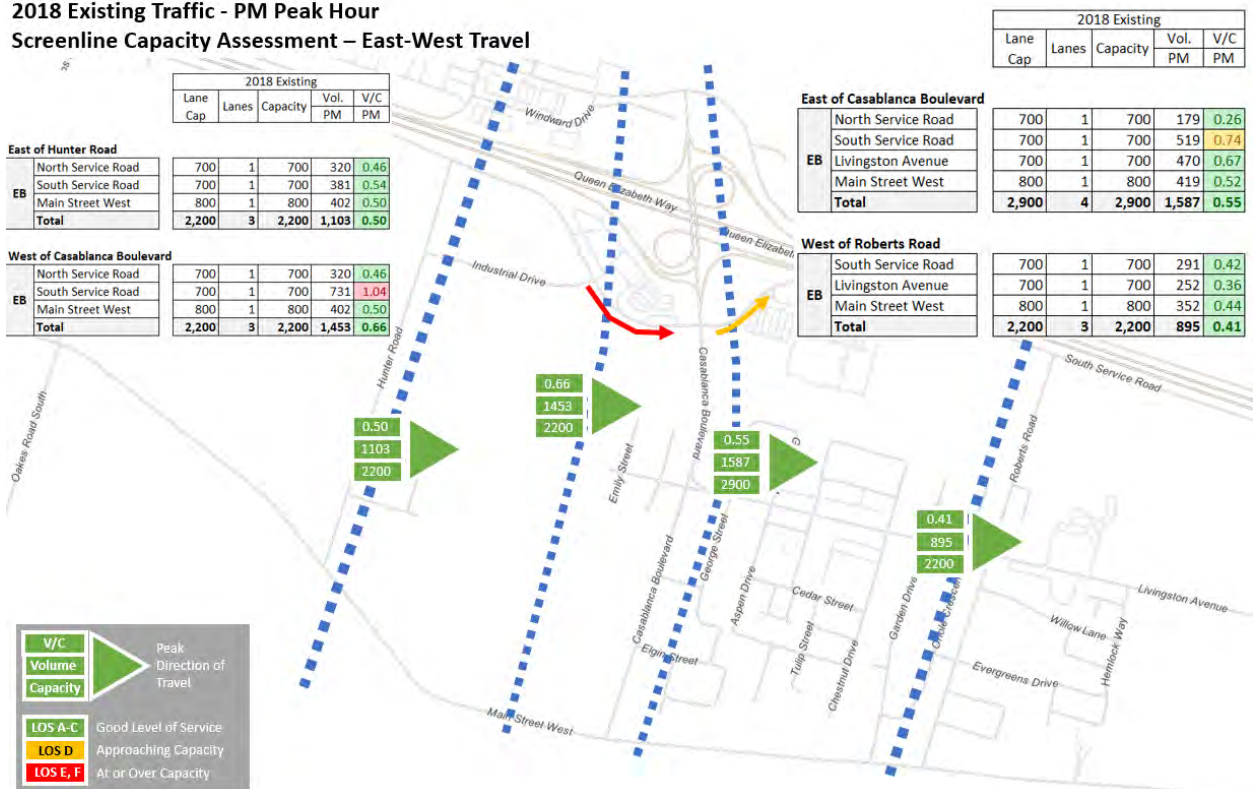 2018 Existing Traffic - PM Peak Hour
Screenline Capacity Assessment – East-West Travel
2018 Existing
Lane Cap Lanes Capacity Vol. PM V/C PM
East of Hunter Road
EB
North Service Road 700 1 700 320 0.46
South Service Road 700 1 700 381 0.54
Main Street West 800 1 800 402 0.50
Total 2,200 3 2,200 1,103 0.50
West of Casablanca Boulevard
EB
North Service Road 700 1 700 320 0.46
South Service Road 700 1 700 731 1.04
Main Street West 800 1 800 402 0.50
Total 2,200 3 2,200 1,453 0.66
2018 Existing
Lane Cap Lanes Capacity Vol. PM V/C PM
East of Casablanca Boulevard
EB
North Service Road 700 1 700 179 0.26
South Service Road 700 1 700 519 0.74
Livingston Avenue 700 1 700 470 0.67
Main Street West 800 1 800 419 0.52
Total 2,900 4 2,900 1,587 0.55
West of Roberts Road
EB
South Service Road 700 1 700 291 0.42
Livingston Avenue 700 1 700 252 0.36
Main Street West 800 1 800 352 0.44
Total 2,200 3 2,200 895 0.41
Windward Drive
Queen Elizabeth Way
Queen Elizabet
Industrial Drive
Hunter Road
Oakes Road South
Casablanca Boulevard
South Service Road
Roberts Road
0.66
1453
2200
0.50
1103
2200
0.55
1587
2900
G
0.41
895
2200
Emily Street
George Street
Casablanca Boulevard
Aspen Drive
Cedar Street
Tulip Street
Chestnut Drive
Garden Drive
Elgin Street
Livingston Avenue
Willow Lane
Hemlock Way
Evergreens Drive
Main Street West
V/C
Volume
Capacity
Peak
Direction of
Travel
LOS A-C Good Level of Service
LOS D Approaching Capacity
LOS E, F At or Over Capacity